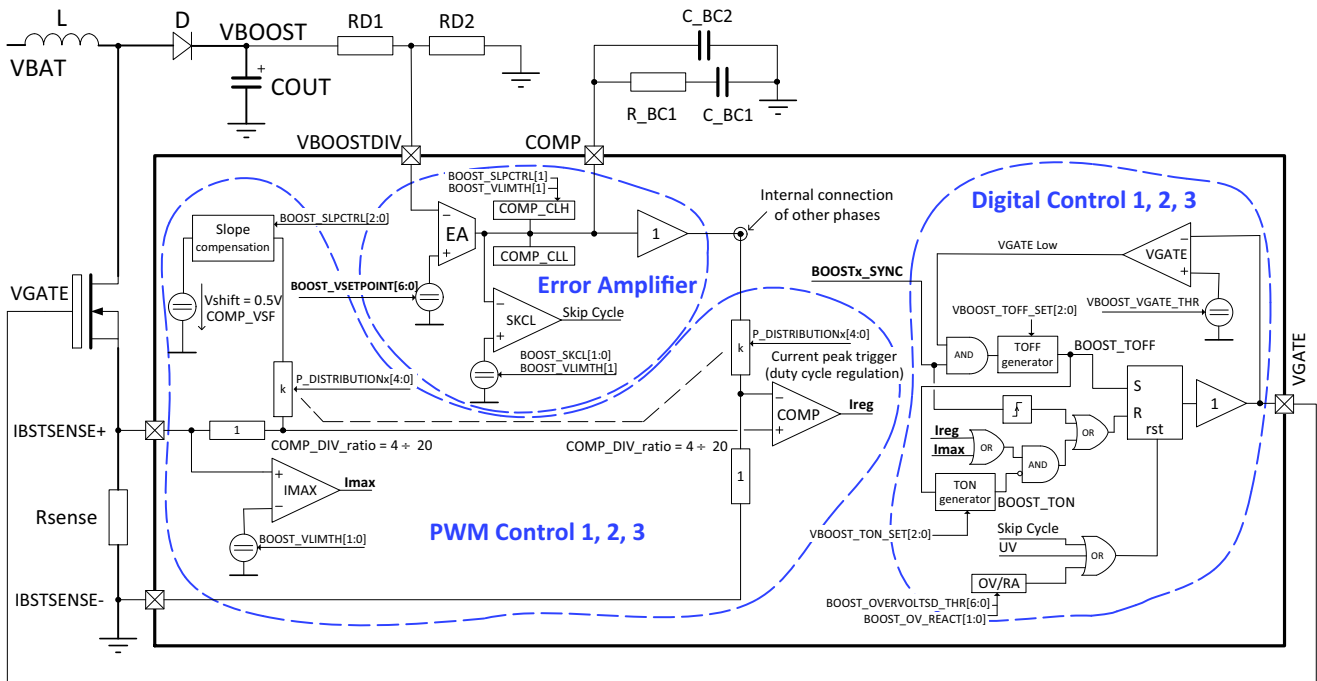 L
D
VBOOST
RD1
RD2
C_BC2
VBAT
+
COUT
R_BC1
C_BC1
VBOOSTDIV
COMP
BOOST_SLPCTRL[1]
BOOST_VLIMTH[1]
COMP_CLH
Internal connection
of other phases
Digital Control 1, 2, 3
BOOST_SLPCTRL[2:0]
Slope
compensation
−
EA
+
1
COMP_CLL
VGATE Low
−
VGATE
+
BOOSTx_SYNC
Error Amplifier
VGATE
Vshift = 0.5V
COMP_VSF
BOOST_VSETPOINT[6:0]
−
SKCL
+
Skip Cycle
VBOOST_VGATE_THR
VBOOST_TOFF_SET[2:0]
BOOST_TOFF
AND
TOFF
generator
P_DISTRIBUTIONx[4:0]
k
Current peak trigger
(duty cycle regulation)
BOOST_SKCL[1:0]
BOOST_VLIMTH[1]
k
P_DISTRIBUTIONx[4:0]
VGATE
S
R
rst
1
−
COMP
+
Ireg
IBSTSENSE+
1
COMP_DIV_ratio = 4 ÷ 20
COMP_DIV_ratio = 4 ÷ 20
Ireg
Imax
OR
OR
AND
1
+
IMAX
−
Imax
TON
generator
BOOST_TON
Rsense
PWM Control 1, 2, 3
BOOST_VLIMTH[1:0]
VBOOST_TON_SET[2:0]
Skip Cycle
UV
OR
OV/RA
IBSTSENSE-
BOOST_OVERVOLTSD_THR[6:0]
BOOST_OV_REACT[1:0]